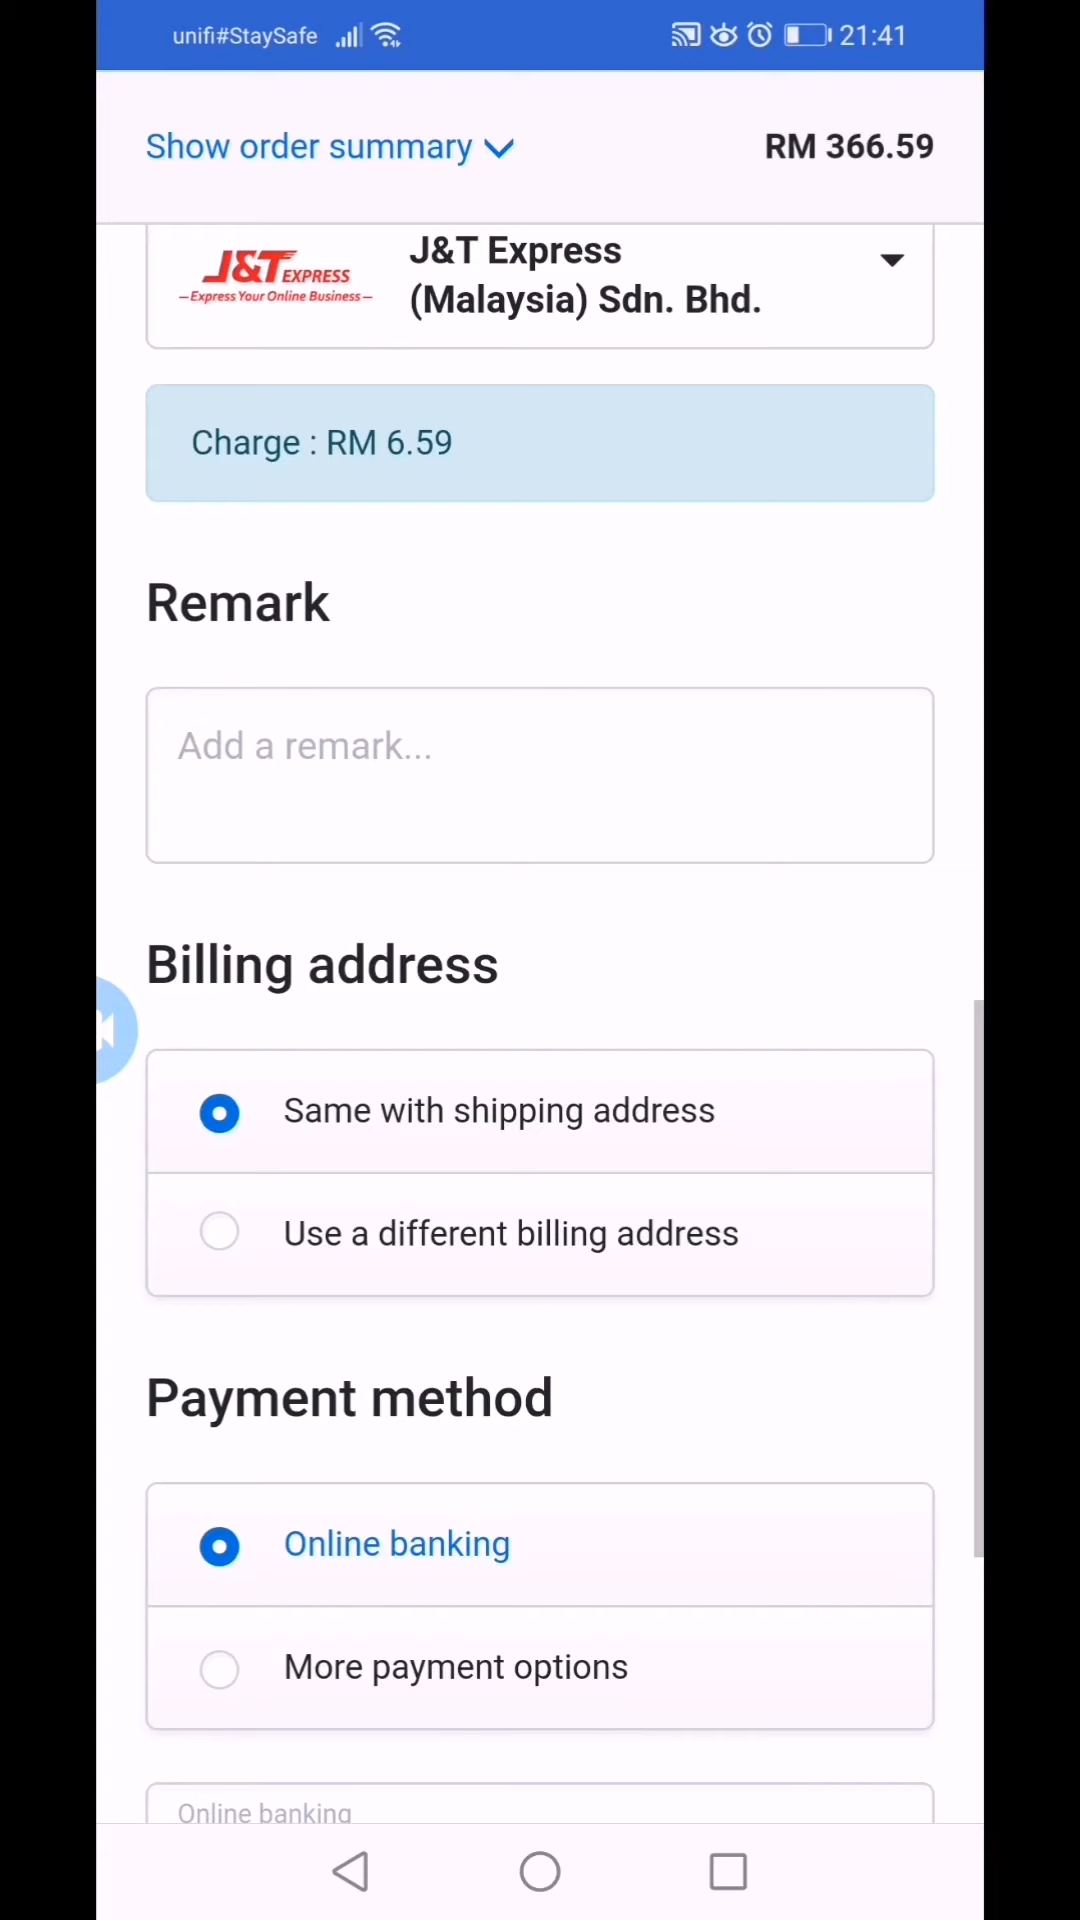 unifi#StaySafe 21:41
Show order summary RM 366.59
J&T EXPRESS
Express Your Online Business
J&T Express
(Malaysia) Sdn. Bhd.
Charge : RM 6.59
Remark
Add a remark...
Billing address
Same with shipping address
Use a different billing address
Payment method
Online banking
More payment options
Online banking